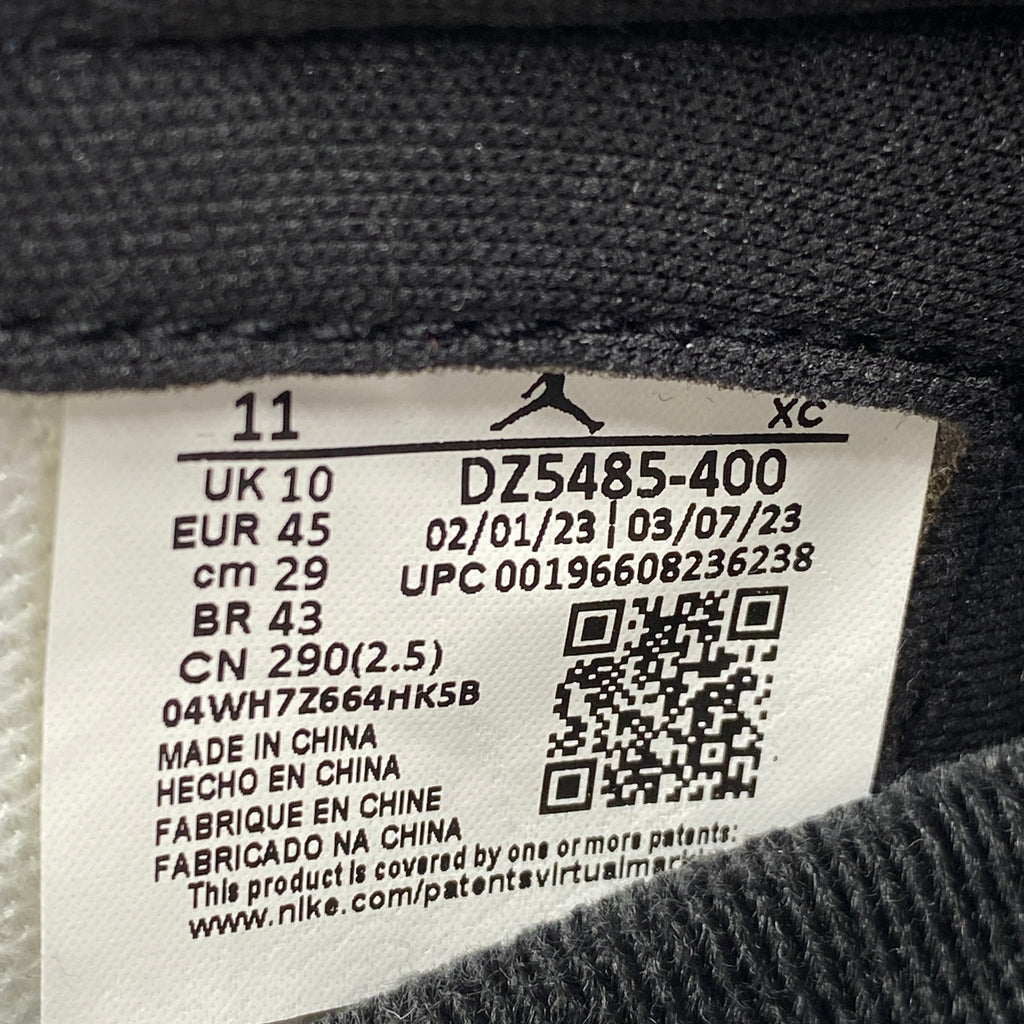 11 XC
UK 10
EUR 45
cm 29
BR 43
CN 290(2.5)
DZ5485-400
02/01/23 | 03/07/23
UPC 00196608236238
04WH7Z664HK5B
MADE IN CHINA
HECHO EN CHINA
FABRIQUE EN CHINE
FABRICADO NA CHINA
This product is covered by one or more patents:
www.nike.com/patentsvirtualmar